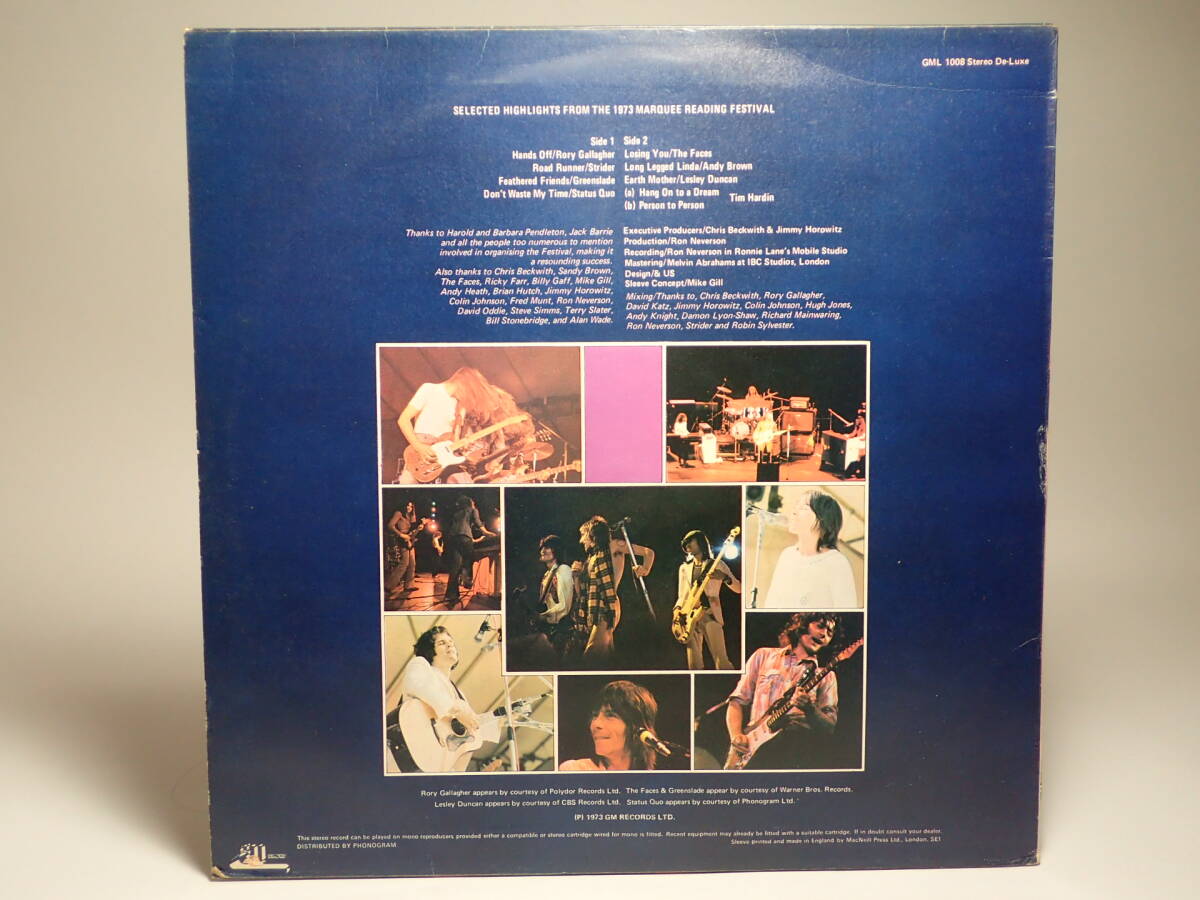 GML 1008 Stereo De-Luxe
SELECTED HIGHLIGHTS FROM THE 1973 MARQUEE READING FESTIVAL
Side 1
Hands Off/Rory Gallagher
Road Runner/Strider
Feathered Friends/Greenslade
Don't Waste My Time/Status Quo
Side 2
Losing You/The Faces
Long Legged Linda/Andy Brown
Earth Mother/Lesley Duncan
(a) Hang On to a Dream
(b) Person to Person
Tim Hardin
Thanks to Harold and Barbara Pendleton, Jack Barrie
and all the people too numerous to mention
involved in organising the Festival, making it
a resounding success.
Also thanks to Chris Beckwith, Sandy Brown,
The Faces, Ricky Farr, Billy Gaff, Mike Gill,
Andy Heath, Brian Hutch, Jimmy Horowitz,
Colin Johnson, Fred Munt, Ron Neverson,
David Oddie, Steve Simms, Terry Slater,
Bill Stonebridge, and Alan Wade.
Executive Producers/Chris Beckwith & Jimmy Horowitz
Production/Ron Neverson
Recording/Ron Neverson in Ronnie Lane's Mobile Studio
Mastering/Melvin Abrahams at IBC Studios, London
Design/& US
Sleeve Concept/Mike Gill
Mixing/Thanks to, Chris Beckwith, Rory Gallagher,
David Katz, Jimmy Horowitz, Colin Johnson, Hugh Jones,
Andy Knight, Damon Lyon-Shaw, Richard Mainwaring,
Ron Neverson, Strider and Robin Sylvester.
Rory Gallagher appears by courtesy of Polydor Records Ltd. The Faces & Greenslade appear by courtesy of Warner Bros. Records.
Lesley Duncan appears by courtesy of CBS Records Ltd. Status Quo appears by courtesy of Phonogram Ltd.
(P) 1973 GM RECORDS LTD.
This stereo record can be played on mono reproducers provided either a compatible or stereo cartridge wired for mono is fitted. Recent equipment may already be fitted with a suitable cartridge. If in doubt consult your dealer.
DISTRIBUTED BY PHONOGRAM
Sleeve printed and made in England by MacNeill Press Ltd., London, SE1